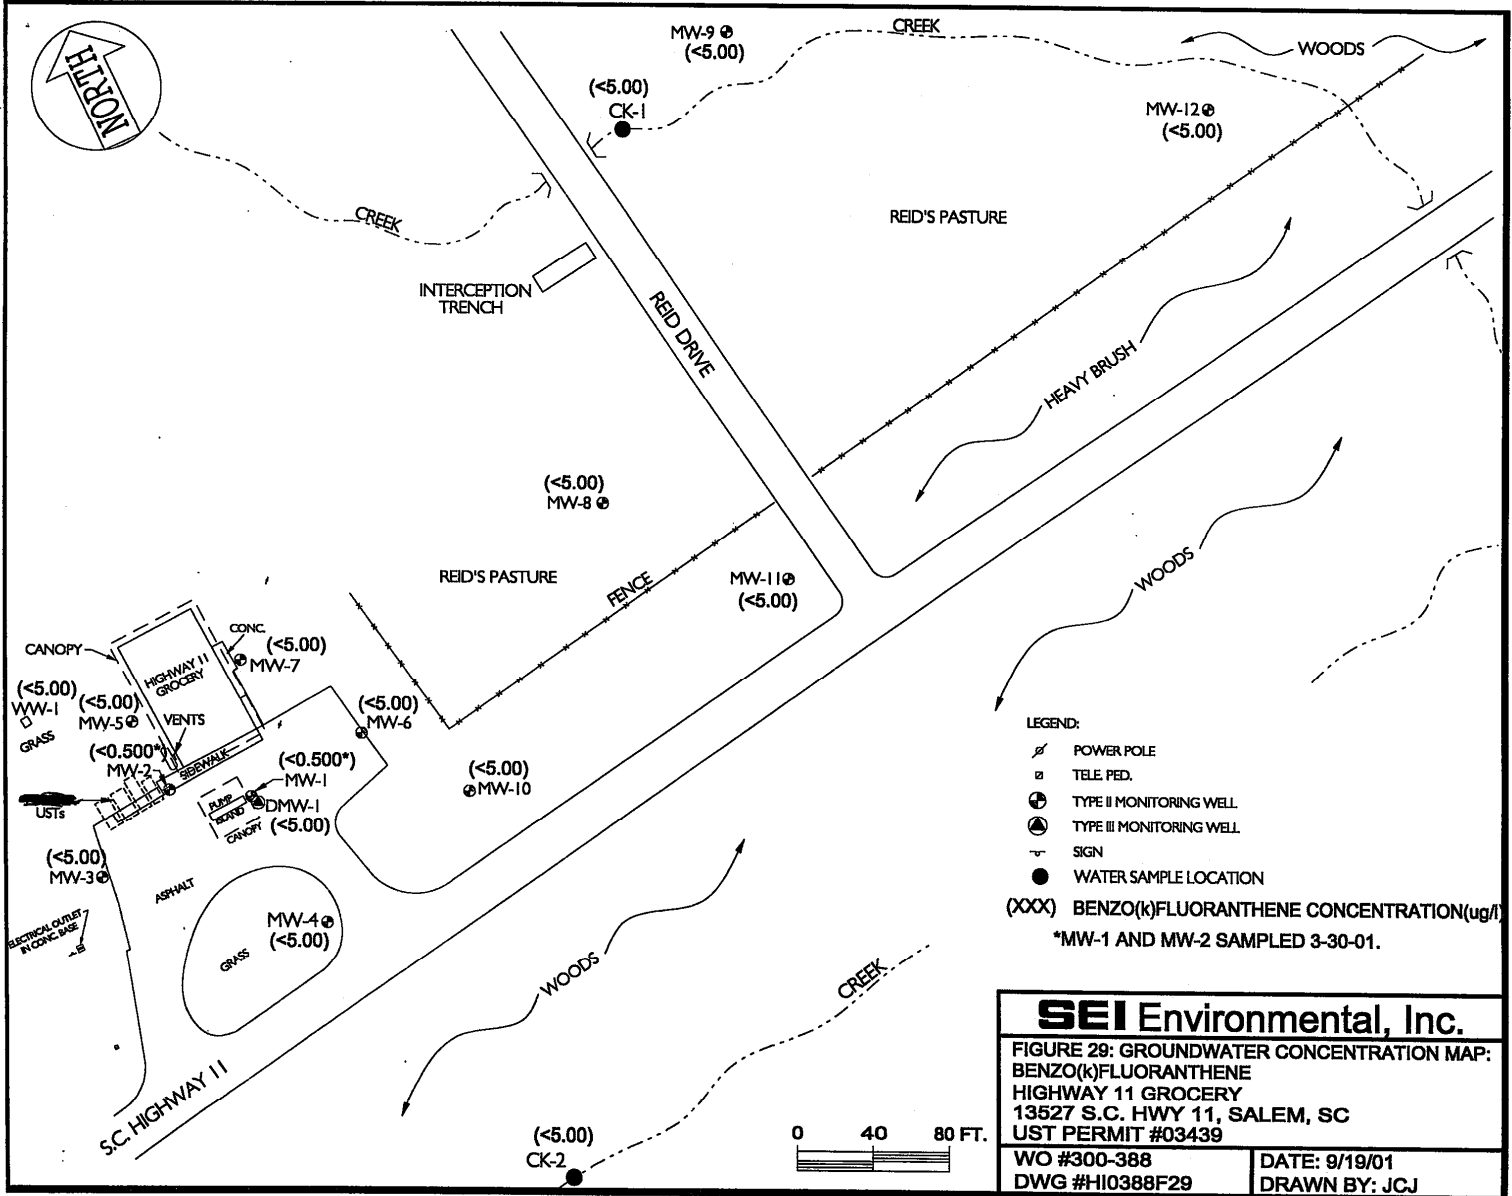 NORTH
MW-9
(<5.00)
CREEK
WOODS
(<5.00)
CK-1
MW-12
(<5.00)
CREEK
REID'S PASTURE
INTERCEPTION
TRENCH
REID DRIVE
HEAVY BRUSH
(<5.00)
MW-8
REID'S PASTURE
FENCE
MW-11
(<5.00)
WOODS
CANOPY
CONC.
(<5.00)
MW-7
HIGHWAY 11
GROCERY
(<5.00)
WW-1
(<5.00)
MW-5
VENTS
GRASS
(<5.00)
MW-6
(<0.500*)
MW-2
SIDEWALK
(<0.500*)
MW-1
(<5.00)
MW-10
USTs
PUMP
ISLAND
DMW-1
CANOPY
(<5.00)
(<5.00)
MW-3
ASPHALT
ELECTRICAL OUTLET
IN CONC. BASE
MW-4
(<5.00)
GRASS
WOODS
CREEK
S.C. HIGHWAY 11
(<5.00)
CK-2
0 40 80 FT.
LEGEND:
POWER POLE
TELE. PED.
TYPE II MONITORING WELL
TYPE III MONITORING WELL
SIGN
WATER SAMPLE LOCATION
(XXX) BENZO(k)FLUORANTHENE CONCENTRATION(ug/l)
*MW-1 AND MW-2 SAMPLED 3-30-01.
SEI Environmental, Inc.
FIGURE 29: GROUNDWATER CONCENTRATION MAP:
BENZO(k)FLUORANTHENE
HIGHWAY 11 GROCERY
13527 S.C. HWY 11, SALEM, SC
UST PERMIT #03439
WO #300-388
DWG #HI0388F29
DATE: 9/19/01
DRAWN BY: JCJ